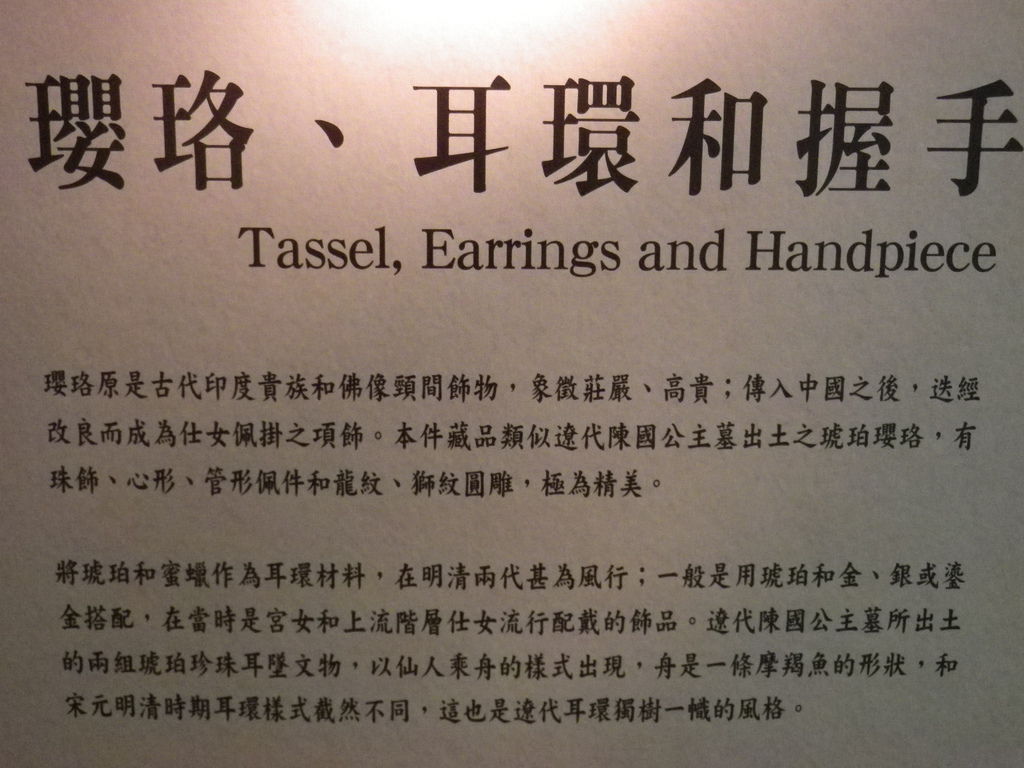 瓔珞、耳環和握手
Tassel, Earrings and Handpiece
瓔珞原是古代印度貴族和佛像頸間飾物，象徵莊嚴、高貴；傳入中國之後，迭經
改良而成為仕女佩掛之項飾。本件藏品類似遼代陳國公主墓出土之琥珀瓔珞，有
珠飾、心形、管形佩件和龍紋、獅紋圓雕，極為精美。
將琥珀和蜜蠟作為耳環材料，在明清兩代甚為風行；一般是用琥珀和金、銀或鎏
金搭配，在當時是宮女和上流階層仕女流行配戴的飾品。遼代陳國公主墓所出土
的兩組琥珀珍珠耳墜文物，以仙人乘舟的樣式出現，舟是一條摩羯魚的形狀，和
宋元明清時期耳環樣式截然不同，這也是遼代耳環獨樹一幟的風格。